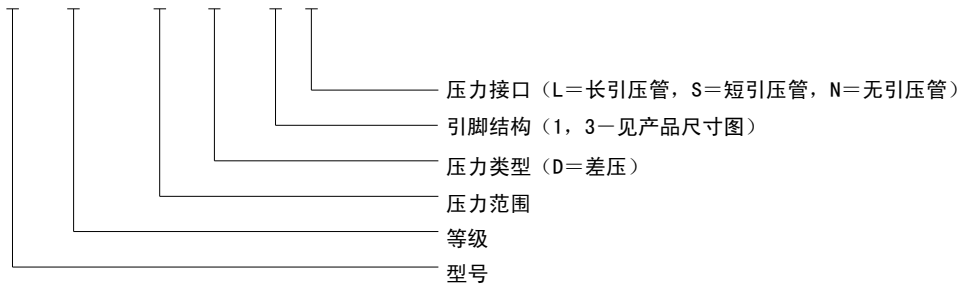 压力接口（L＝长引压管，S＝短引压管，N＝无引压管）
引脚结构（1，3－见产品尺寸图）
压力类型（D＝差压）
压力范围
等级
型号